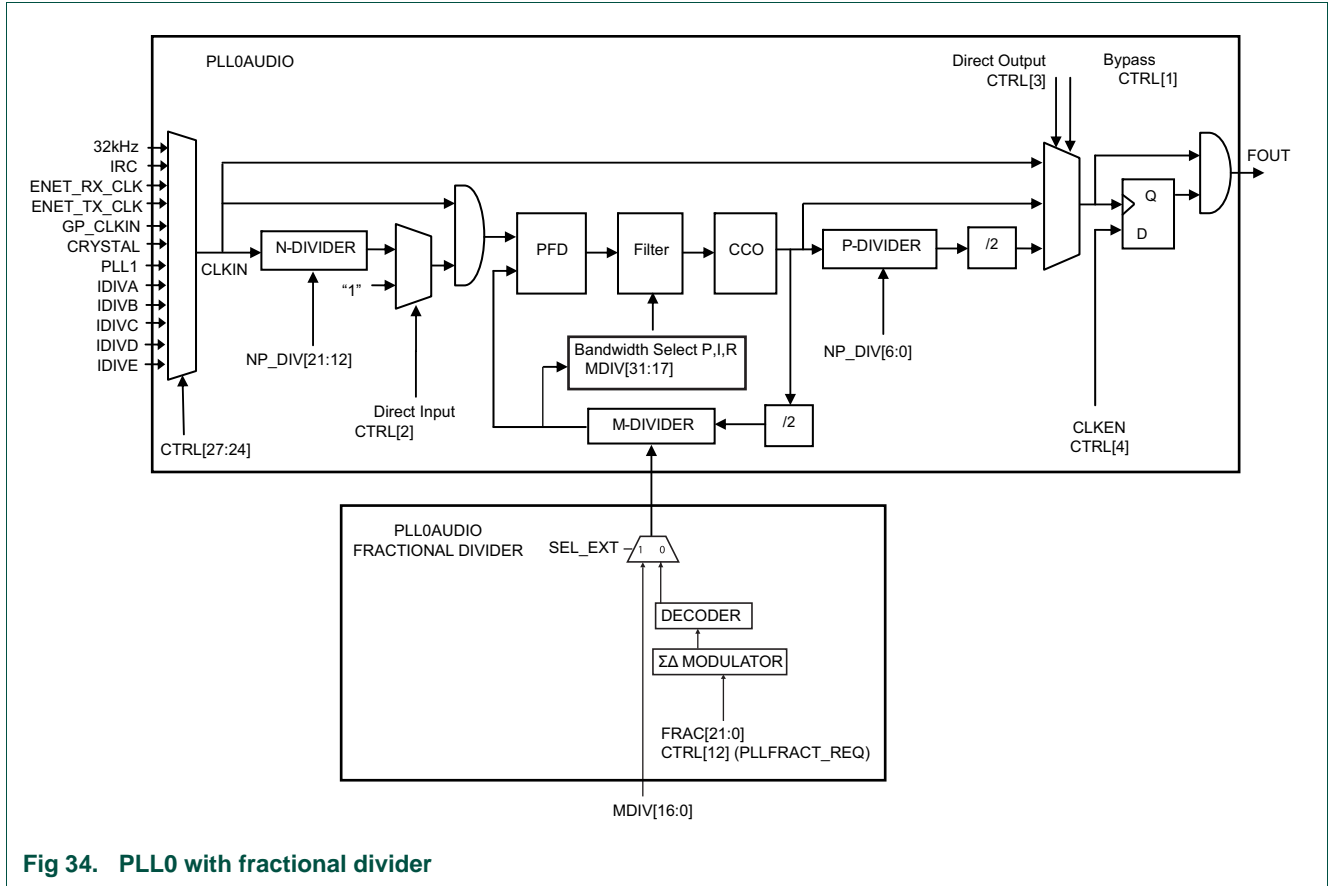 PLL0AUDIO
Direct Output
CTRL[3]
Bypass
CTRL[1]
32kHz
IRC
ENET_RX_CLK
ENET_TX_CLK
GP_CLKIN
CRYSTAL
PLL1
IDIVA
IDIVB
IDIVC
IDIVD
IDIVE
CTRL[27:24]
CLKIN
N-DIVIDER
NP_DIV[21:12]
“1”
Direct Input
CTRL[2]
PFD
Filter
CCO
P-DIVIDER
/2
NP_DIV[6:0]
Bandwidth Select P,I,R
MDIV[31:17]
M-DIVIDER
/2
Q
D
FOUT
CLKEN
CTRL[4]
PLL0AUDIO
FRACTIONAL DIVIDER
SEL_EXT
1 0
DECODER
ΣΔ MODULATOR
FRAC[21:0]
CTRL[12] (PLLFRACT_REQ)
MDIV[16:0]
Fig 34. PLL0 with fractional divider